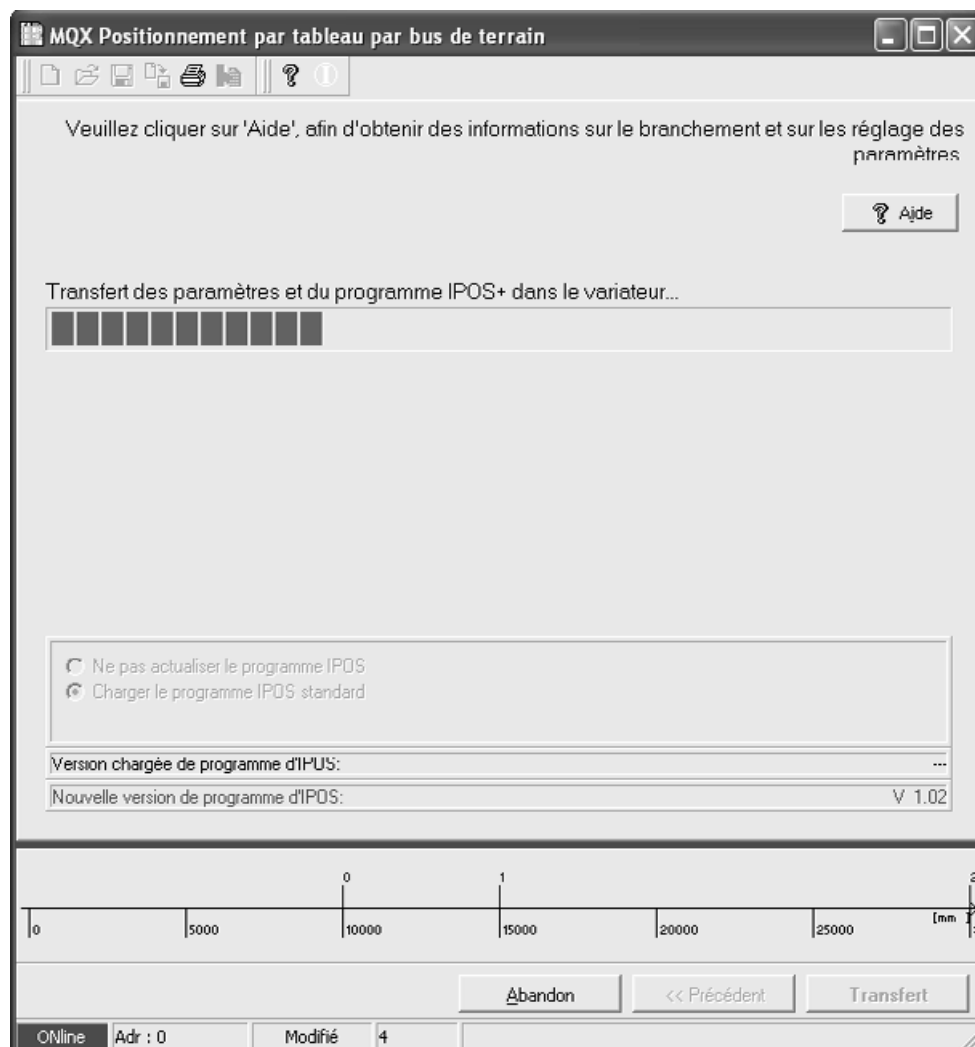 MQX Positionnement par tableau par bus de terrain
Veuillez cliquer sur 'Aide', afin d'obtenir des informations sur le branchement et sur les réglage des
paramètres
Aide
Transfert des paramètres et du programme IPOS+ dans le variateur...
Ne pas actualiser le programme IPOS
Charger le programme IPOS standard
Version chargée de programme d'IPOS: ---
Nouvelle version de programme d'IPOS: V 1.02
0 1 2
0 5000 10000 15000 20000 25000 [mm ]
Abandon << Précédent Transfert
ONline Adr : 0 Modifié 4